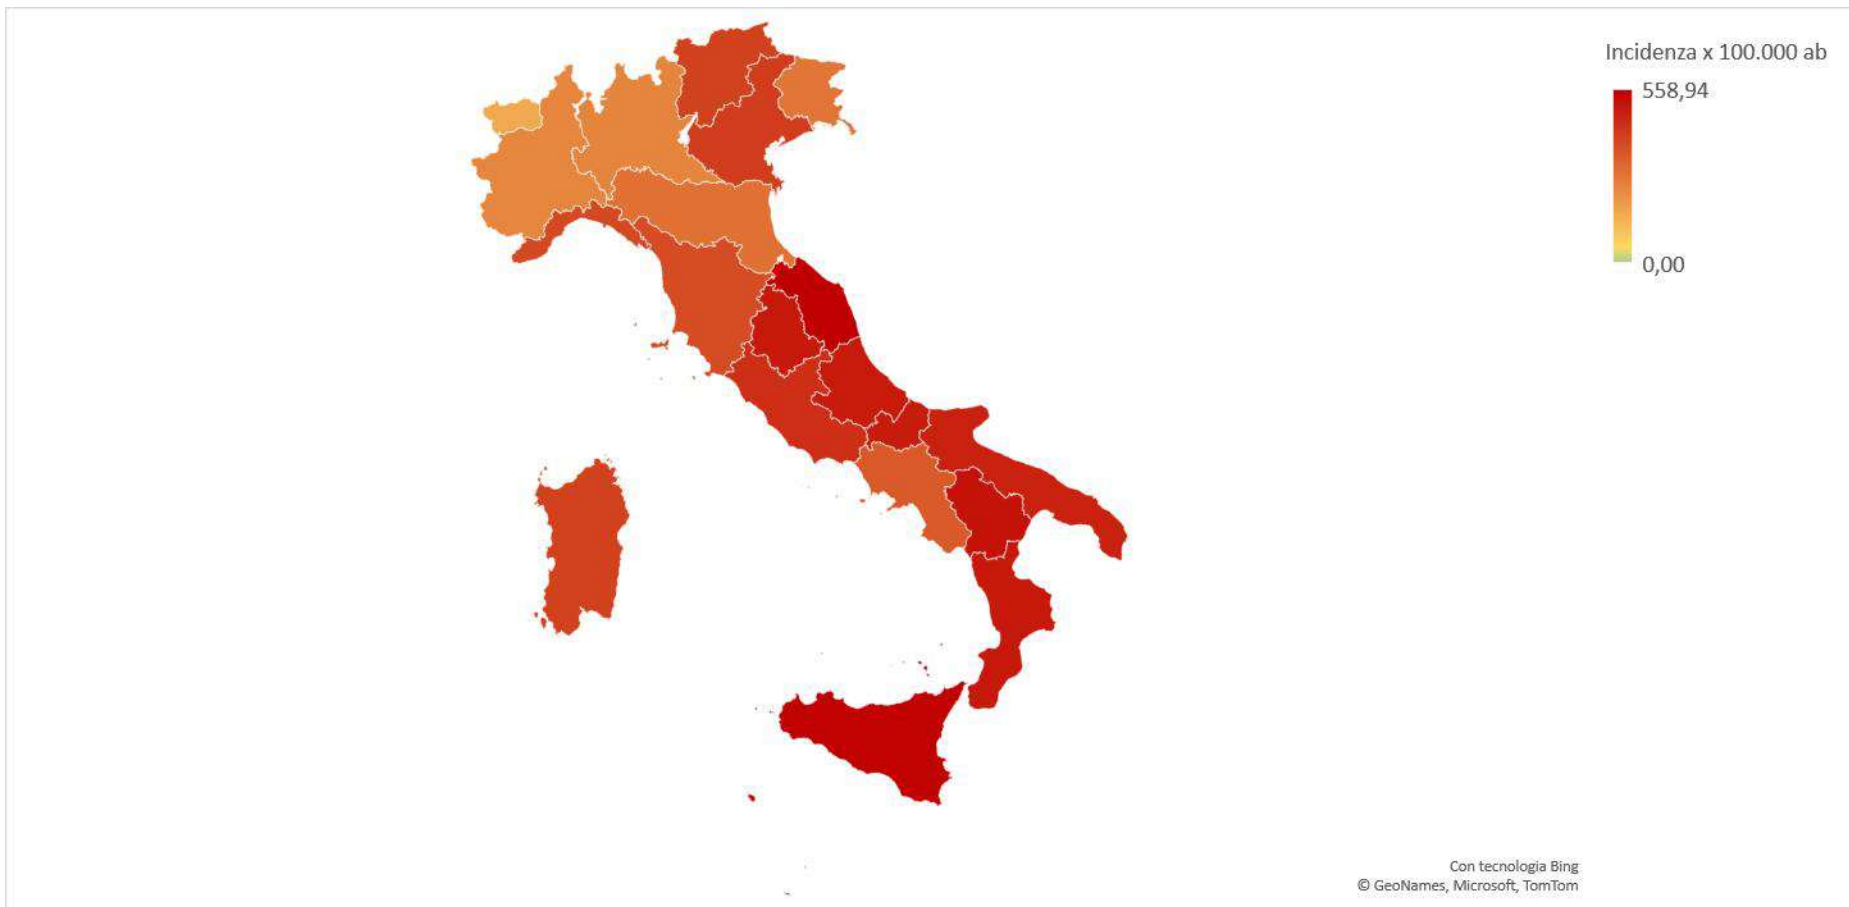 Incidenza x 100.000 ab
558,94
0,00
Con tecnologia Bing
© GeoNames, Microsoft, TomTom